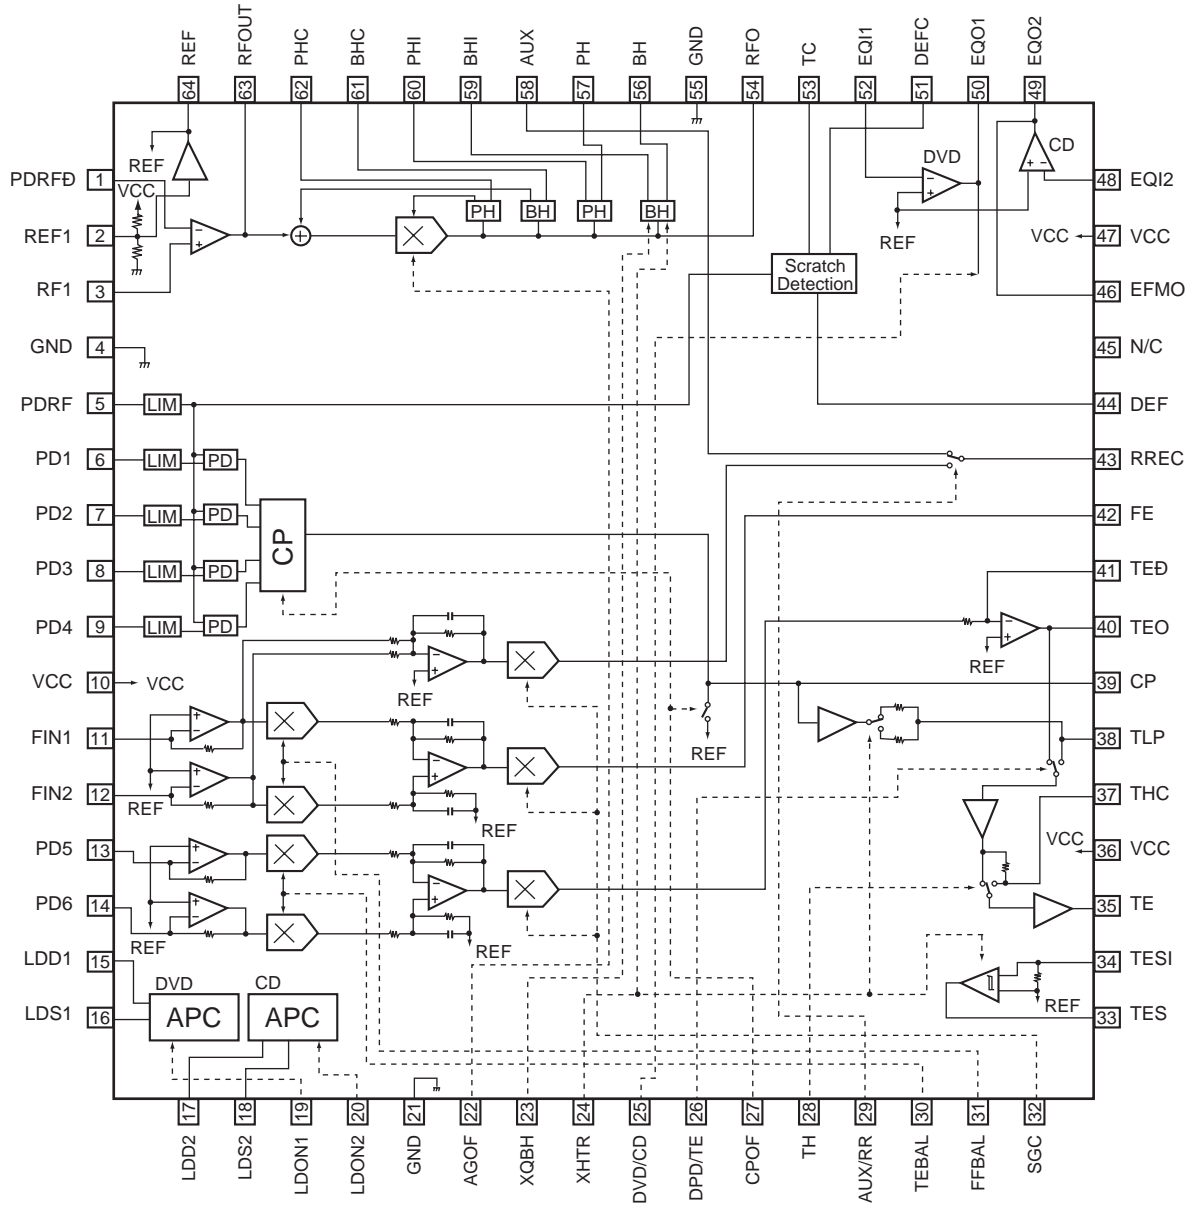 REF
RFOUT
PHC
BHC
PHI
BHI
AUX
PH
BH
GND
RFO
TC
EQI1
DEFC
EQO1
EQO2
64
63
62
61
60
59
58
57
56
55
54
53
52
51
50
49
PDRFÐ 1
REF1 2
RF1 3
GND 4
PDRF 5
PD1 6
PD2 7
PD3 8
PD4 9
VCC 10
FIN1 11
FIN2 12
PD5 13
PD6 14
LDD1 15
LDS1 16
REF
VCC
−
+
+
PH
BH
PH
BH
DVD
−
+
REF
CD
+ −
VCC
Scratch
Detection
LIM
LIM PD
LIM PD
LIM PD
LIM PD
CP
VCC
−
+
REF
+
−
+
−
REF
−
+
REF
+
−
+
−
REF
−
+
REF
−
+
REF
REF
VCC
REF
DVD
APC
CD
APC
48 EQI2
47 VCC
46 EFMO
45 N/C
44 DEF
43 RREC
42 FE
41 TEÐ
40 TEO
39 CP
38 TLP
37 THC
36 VCC
35 TE
34 TESI
33 TES
17
18
19
20
21
22
23
24
25
26
27
28
29
30
31
32
LDD2
LDS2
LDON1
LDON2
GND
AGOF
XQBH
XHTR
DVD/CD
DPD/TE
CPOF
TH
AUX/RR
TEBAL
FFBAL
SGC